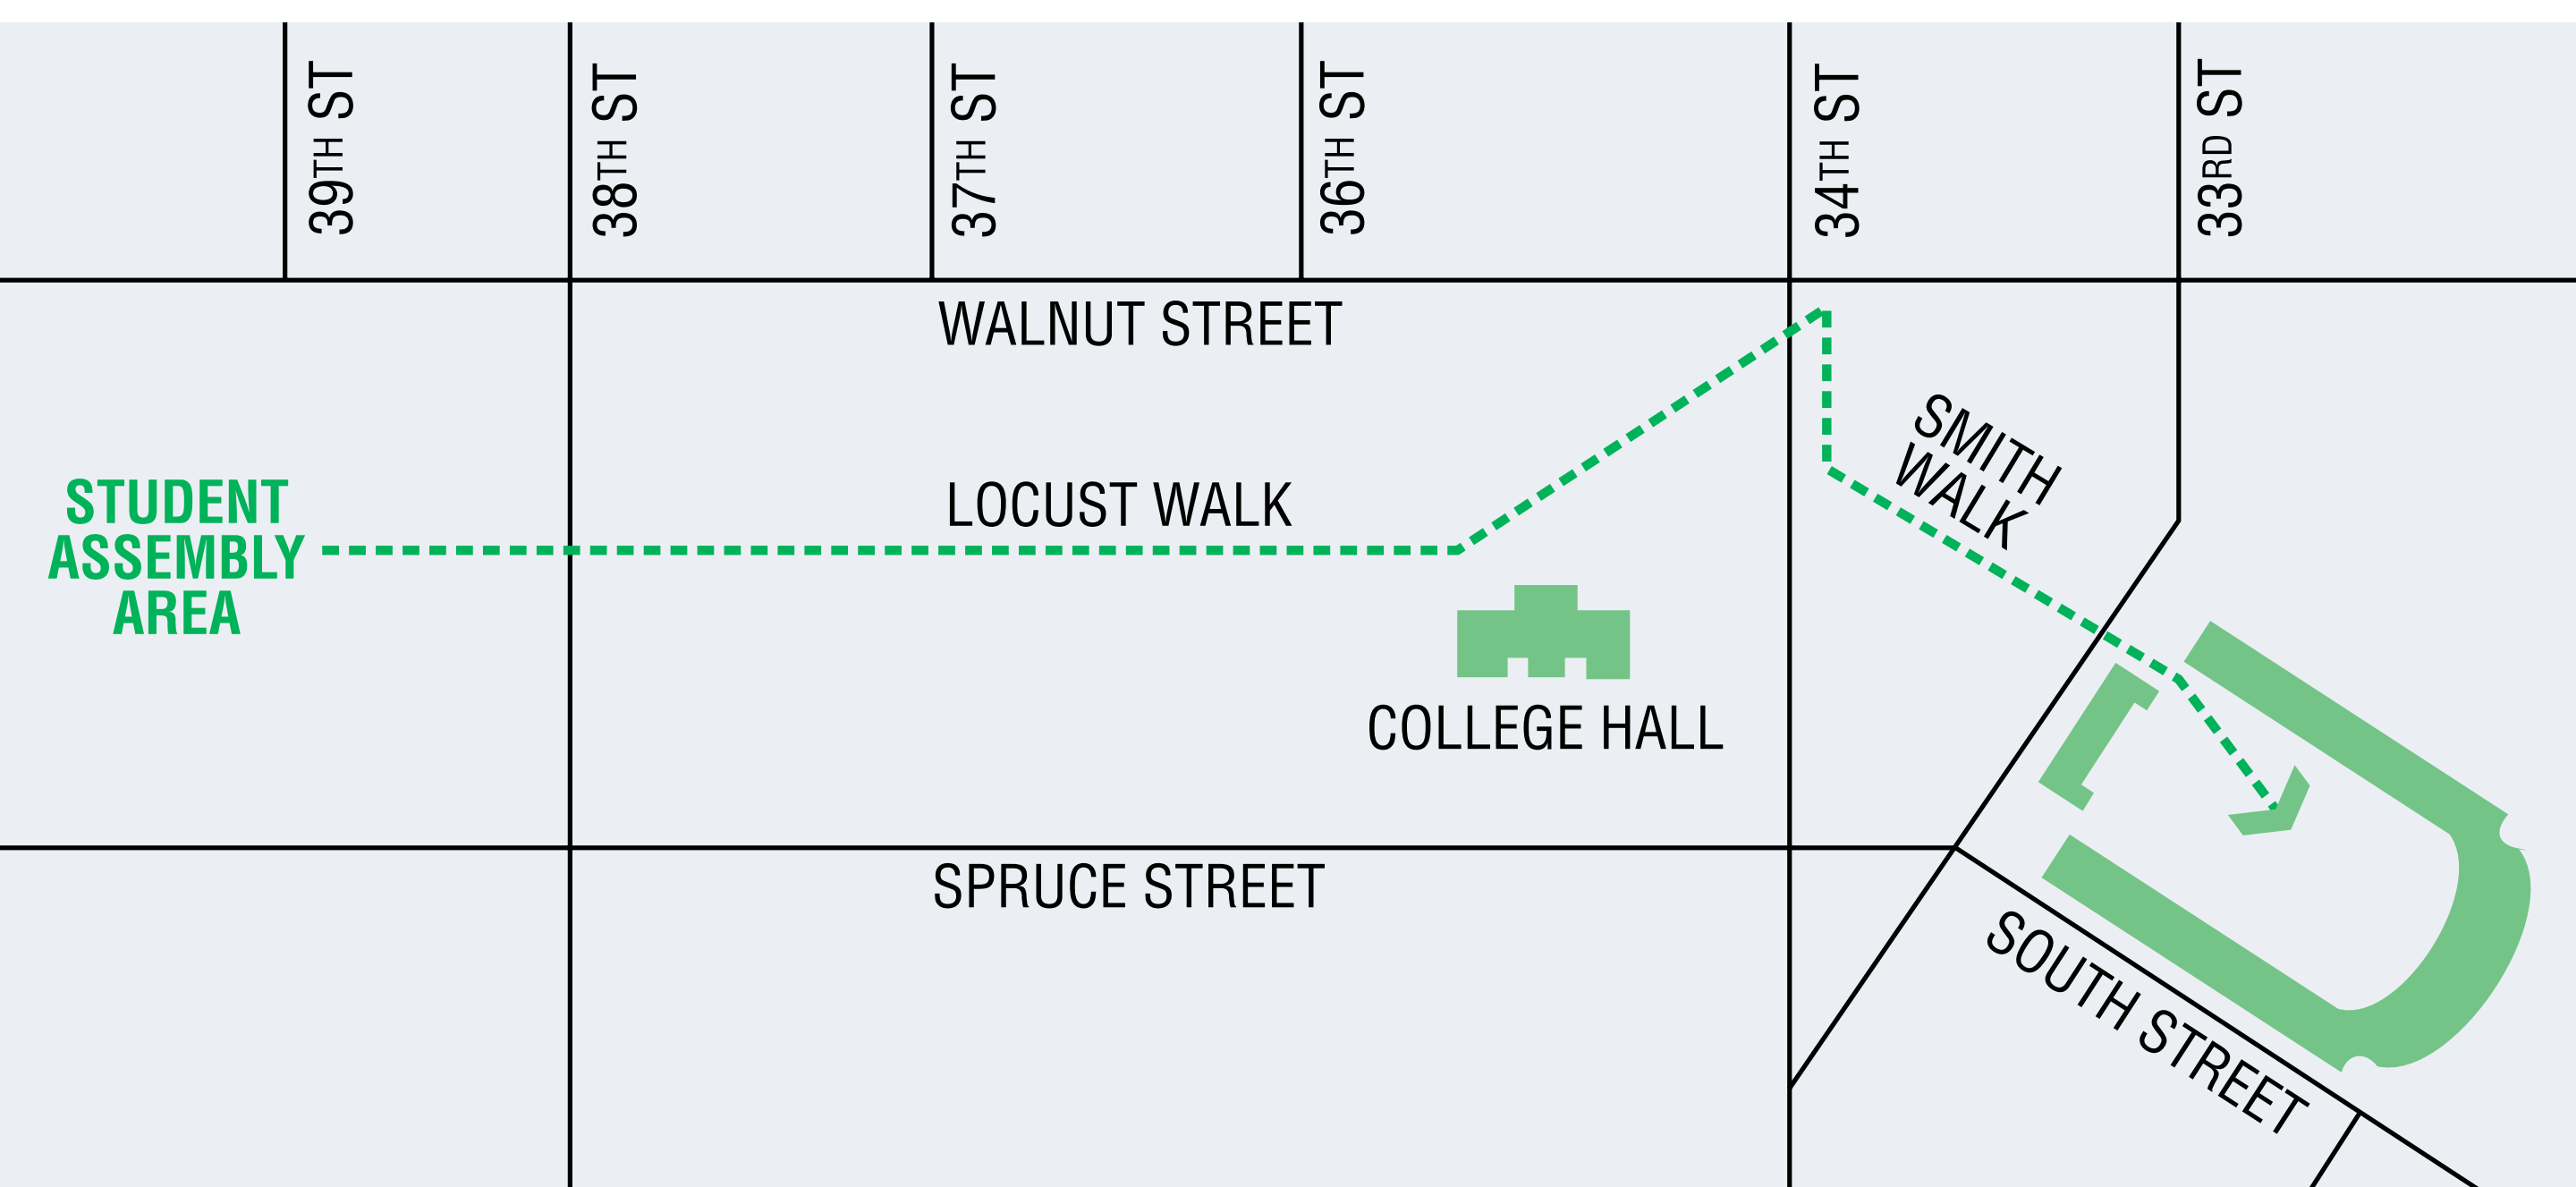 39TH ST
38TH ST
37TH ST
36TH ST
34TH ST
33RD ST
WALNUT STREET
SMITH
WALK
LOCUST WALK
STUDENT
ASSEMBLY
AREA
COLLEGE HALL
SPRUCE STREET
SOUTH STREET